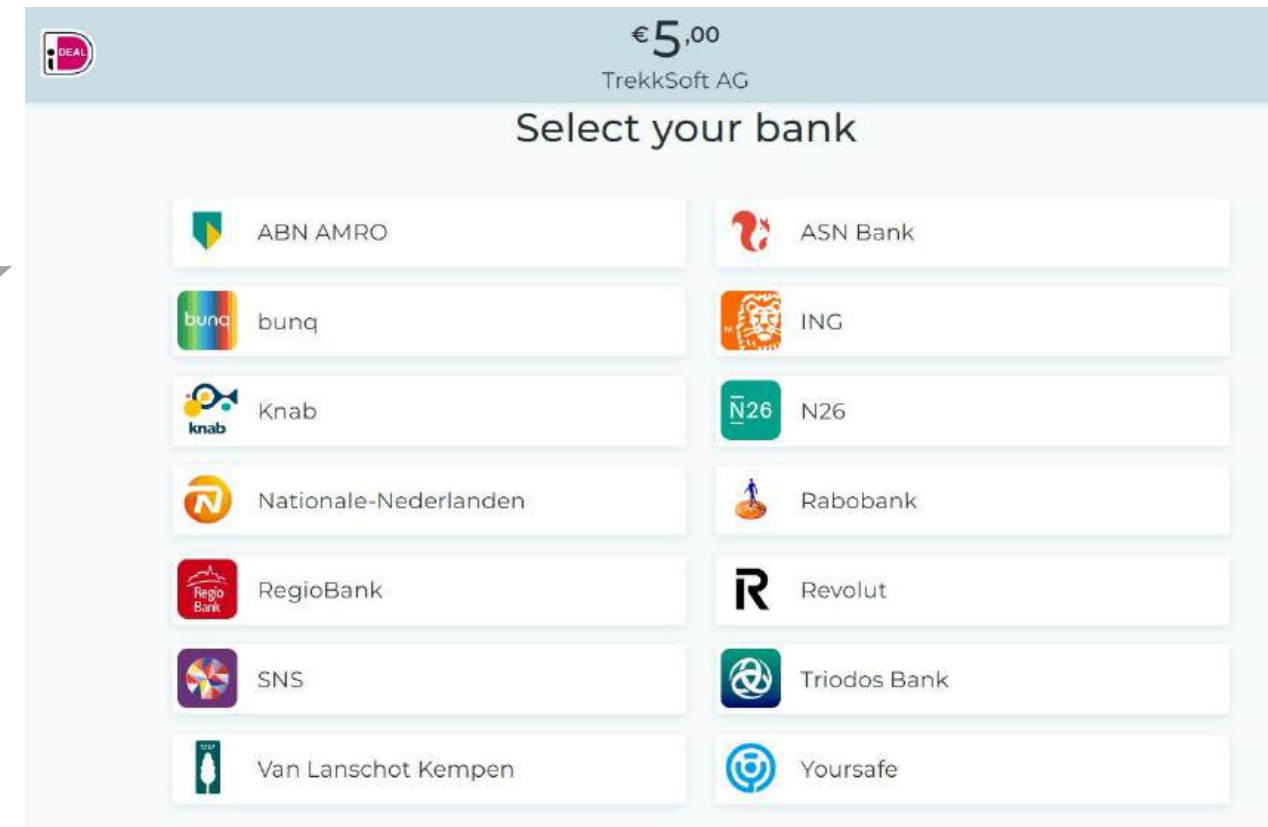 iDEAL
€5,00
TrekkSoft AG
Select your bank
ABN AMRO
ASN Bank
bunq bunq
ING
knab Knab
N26 N26
Nationale-Nederlanden
Rabobank
Regio Bank RegioBank
Revolut
SNS
Triodos Bank
1737 Van Lanschot Kempen
Yoursafe